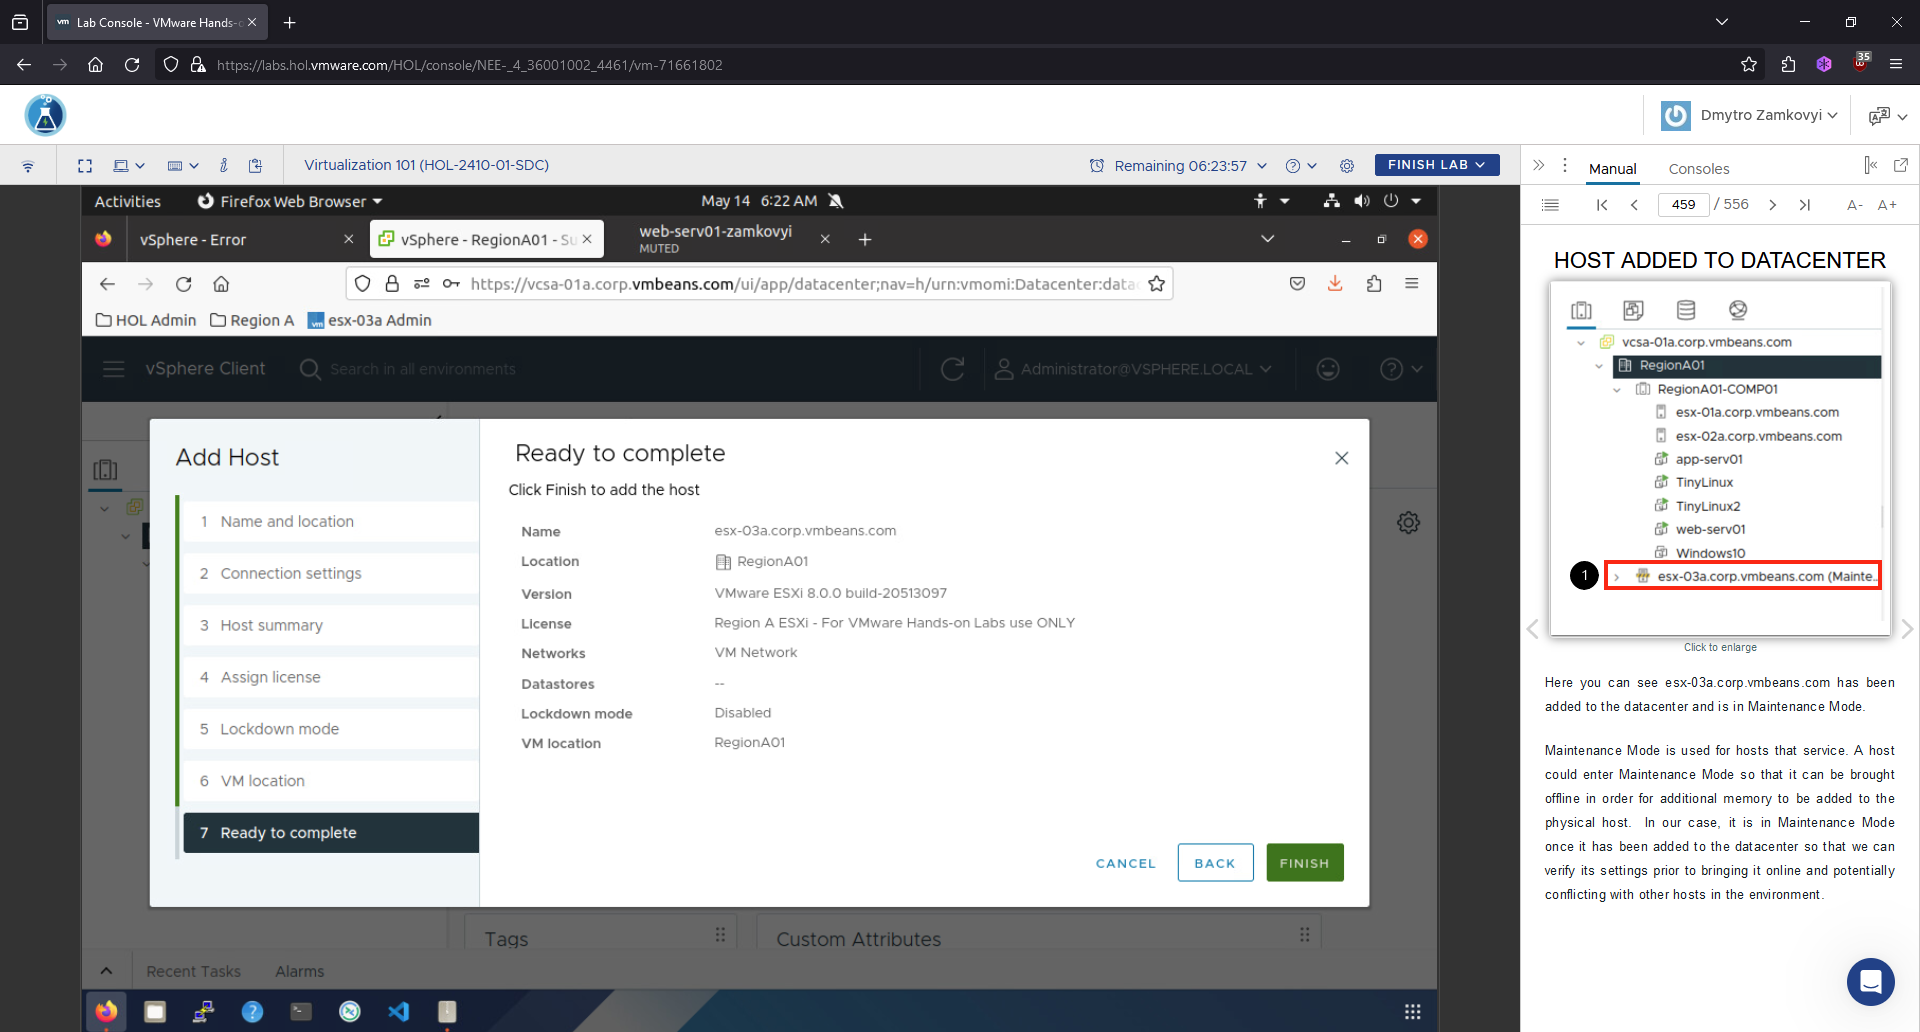 Lab Console - VMware Hands-o
https://labs.hol.vmware.com/HOL/console/NEE-_4_36001002_4461/vm-71661802
35
Dmytro Zamkovyi
Virtualization 101 (HOL-2410-01-SDC)
Remaining 06:23:57
FINISH LAB
Activities
Firefox Web Browser
May 14 6:22 AM
vSphere - Error
vSphere - RegionA01 - Su
web-serv01-zamkovyi
MUTED
https://vcsa-01a.corp.vmbeans.com/ui/app/datacenter;nav=h/urn:vmomi:Datacenter:datac
HOL Admin
Region A
vm
esx-03a Admin
vSphere Client
Search in all environments
Administrator@VSPHERE.LOCAL
Add Host
1 Name and location
2 Connection settings
3 Host summary
4 Assign license
5 Lockdown mode
6 VM location
7 Ready to complete
Ready to complete
Click Finish to add the host
Name esx-03a.corp.vmbeans.com
Location RegionA01
Version VMware ESXi 8.0.0 build-20513097
License Region A ESXi - For VMware Hands-on Labs use ONLY
Networks VM Network
Datastores --
Lockdown mode Disabled
VM location RegionA01
CANCEL
BACK
FINISH
Tags
Custom Attributes
Recent Tasks
Alarms
Manual
Consoles
459 / 556
A- A+
HOST ADDED TO DATACENTER
vcsa-01a.corp.vmbeans.com
RegionA01
RegionA01-COMP01
esx-01a.corp.vmbeans.com
esx-02a.corp.vmbeans.com
app-serv01
TinyLinux
TinyLinux2
web-serv01
Windows10
1
esx-03a.corp.vmbeans.com (Mainte...
Click to enlarge
Here you can see esx-03a.corp.vmbeans.com has been
added to the datacenter and is in Maintenance Mode.
Maintenance Mode is used for hosts that service. A host
could enter Maintenance Mode so that it can be brought
offline in order for additional memory to be added to the
physical host. In our case, it is in Maintenance Mode
once it has been added to the datacenter so that we can
verify its settings prior to bringing it online and potentially
conflicting with other hosts in the environment.